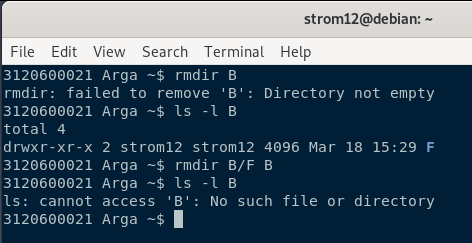 strom12@debian: ~
File Edit View Search Terminal Help
3120600021 Arga ~$ rmdir B
rmdir: failed to remove 'B': Directory not empty
3120600021 Arga ~$ ls -l B
total 4
drwxr-xr-x 2 strom12 strom12 4096 Mar 18 15:29 F
3120600021 Arga ~$ rmdir B/F B
3120600021 Arga ~$ ls -l B
ls: cannot access 'B': No such file or directory
3120600021 Arga ~$